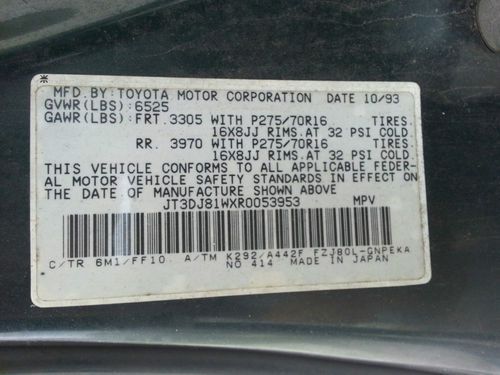 MFD.BY:TOYOTA MOTOR CORPORATION DATE 10/93
GVWR(LBS):6525
GAWR(LBS):FRT.3305 WITH P275/70R16 TIRES.
16X8JJ RIMS.AT 32 PSI COLD.
RR. 3970 WITH P275/70R16 TIRES.
16X8JJ RIMS.AT 32 PSI COLD.
THIS VEHICLE CONFORMS TO ALL APPLICABLE FEDER-
AL MOTOR VEHICLE SAFETY STANDARDS IN EFFECT ON
THE DATE OF MANUFACTURE SHOWN ABOVE
JT3DJ81WXR0053953 MPV
C/TR 6M1/FF10 A/TM K292/A442F FZJ80L-GNPEKA
NO 414 MADE IN JAPAN